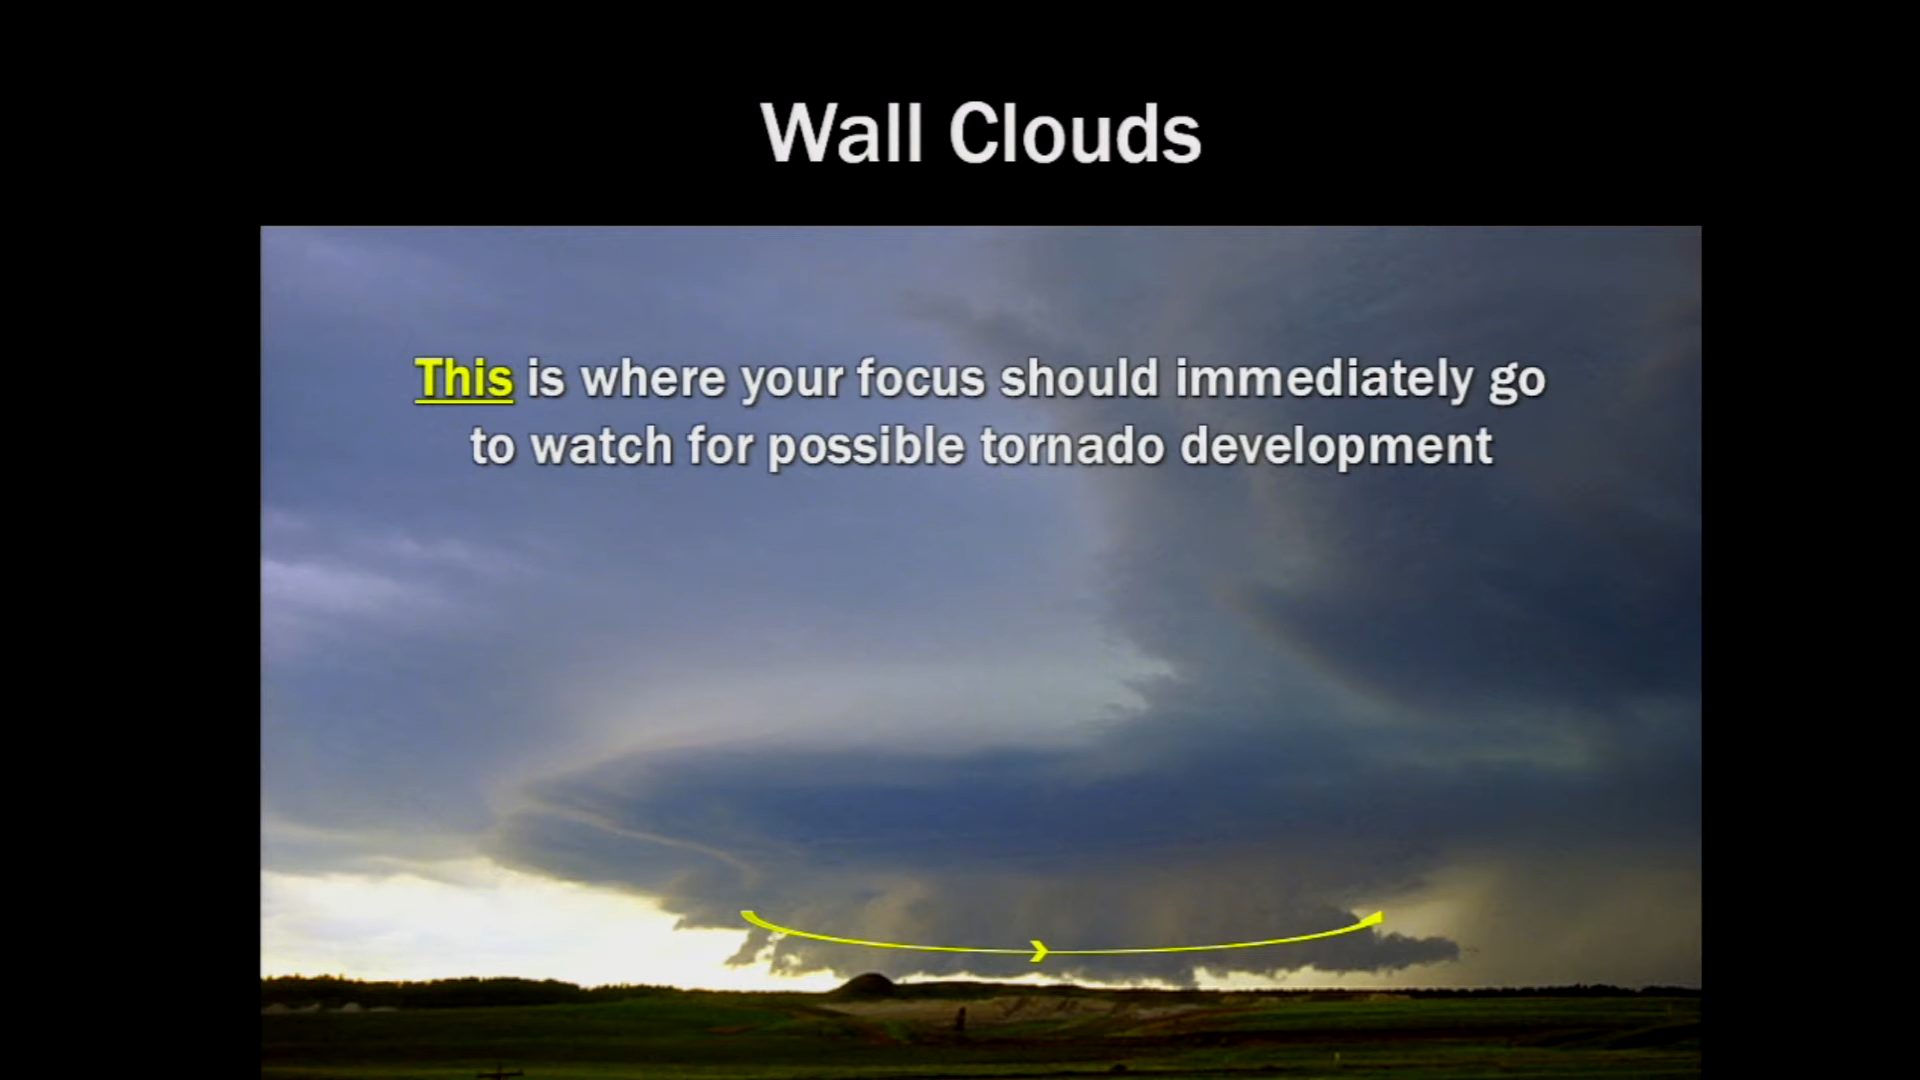 Wall Clouds
This is where your focus should immediately go
to watch for possible tornado development